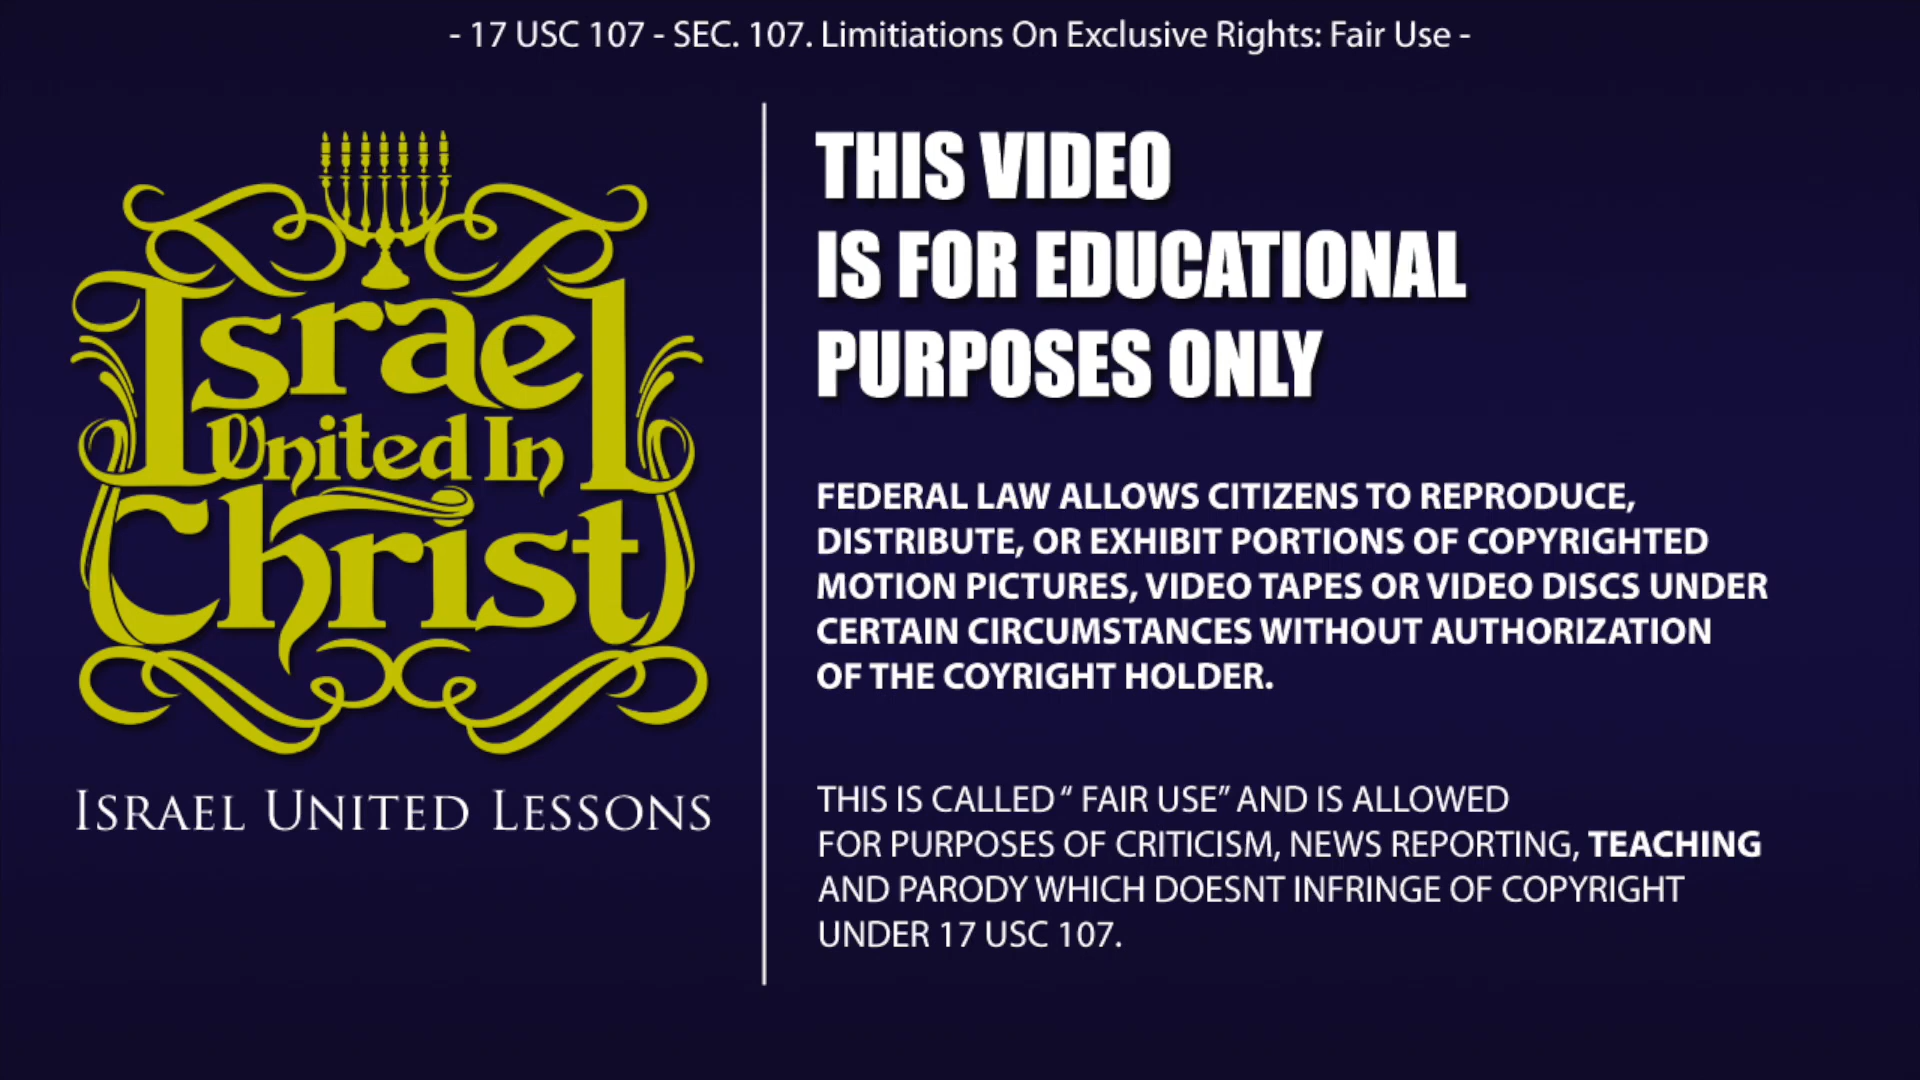 - 17 USC 107 - SEC. 107. Limitiations On Exclusive Rights: Fair Use -
Israel
United In
Christ
ISRAEL UNITED LESSONS
THIS VIDEO
IS FOR EDUCATIONAL
PURPOSES ONLY
FEDERAL LAW ALLOWS CITIZENS TO REPRODUCE,
DISTRIBUTE, OR EXHIBIT PORTIONS OF COPYRIGHTED
MOTION PICTURES, VIDEO TAPES OR VIDEO DISCS UNDER
CERTAIN CIRCUMSTANCES WITHOUT AUTHORIZATION
OF THE COYRIGHT HOLDER.
THIS IS CALLED “ FAIR USE” AND IS ALLOWED
FOR PURPOSES OF CRITICISM, NEWS REPORTING, TEACHING
AND PARODY WHICH DOESNT INFRINGE OF COPYRIGHT
UNDER 17 USC 107.